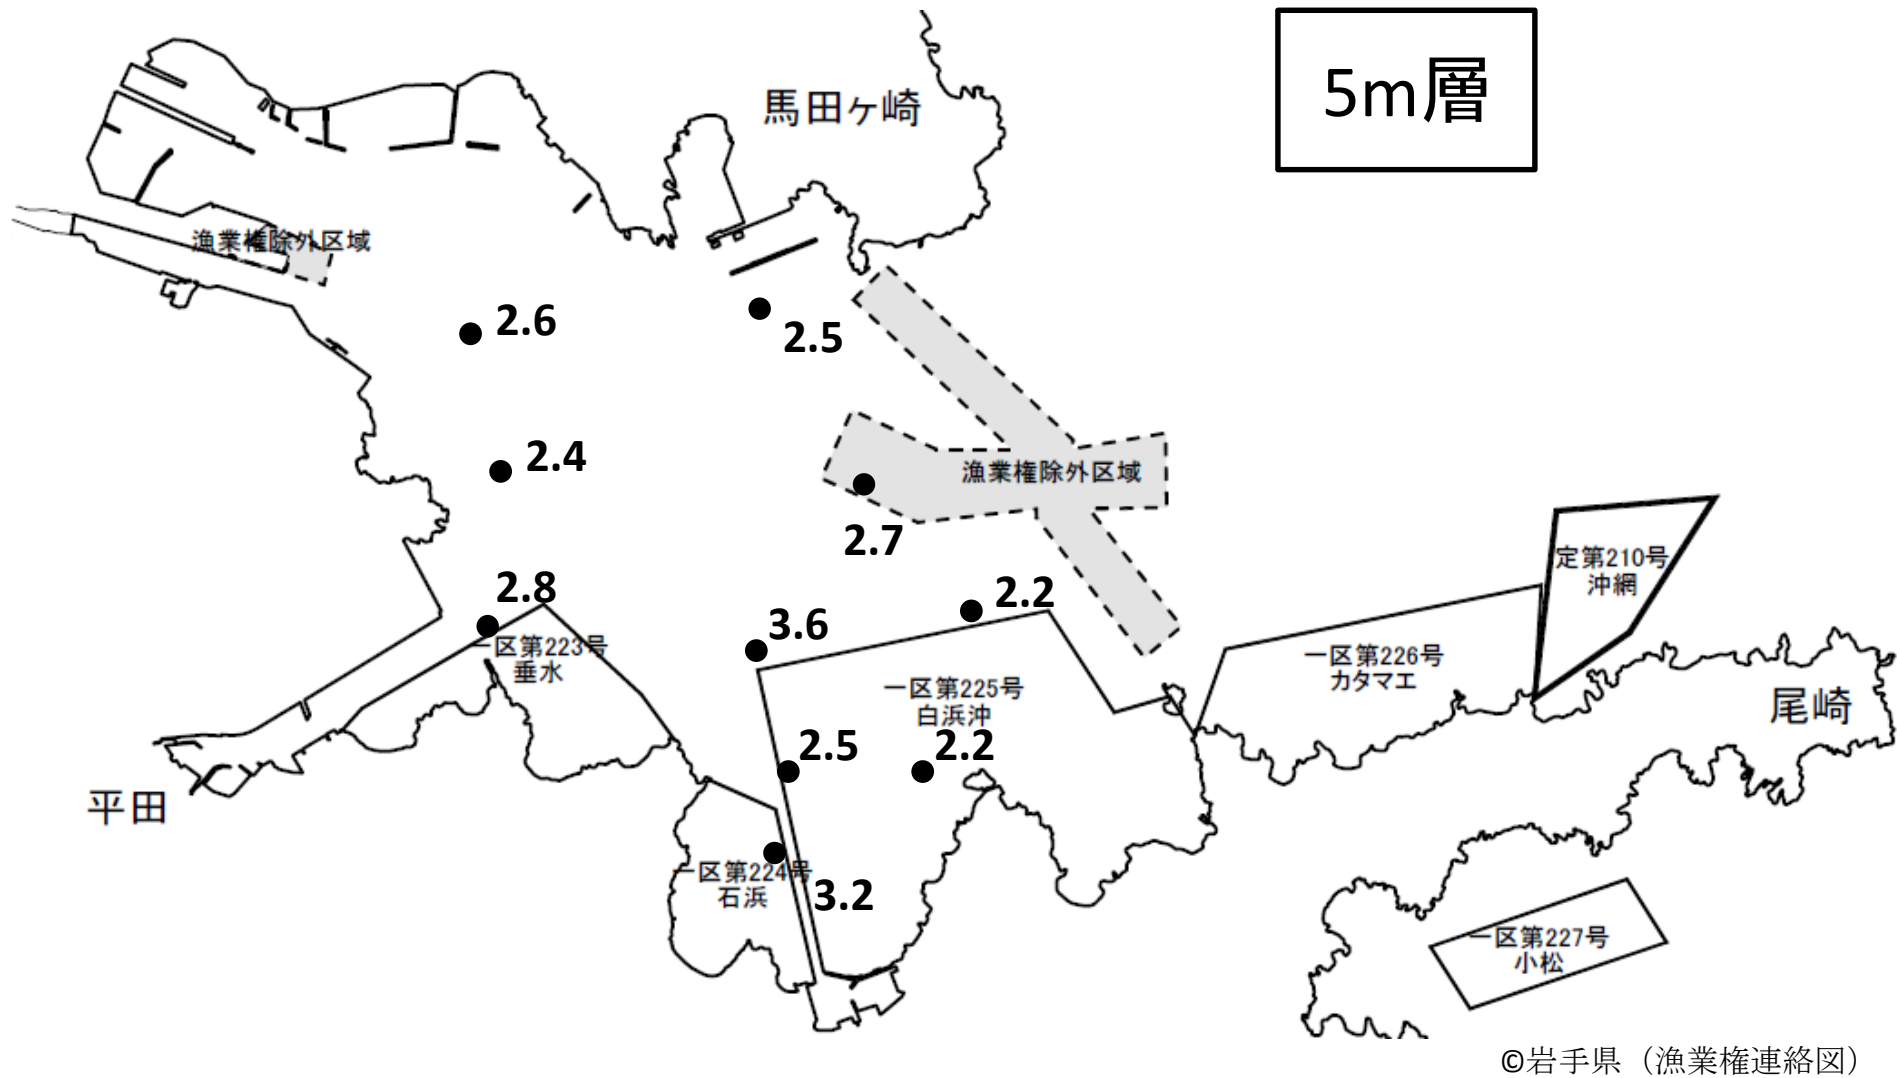 5m層
馬田ヶ崎
漁業権除外区域
2.6
2.5
2.4
漁業権除外区域
2.7
定第210号
沖網
2.8
2.2
3.6
一区第223号
垂水
一区第226号
カタマエ
一区第225号
白浜沖
尾崎
2.5
2.2
平田
一区第224号
石浜
3.2
一区第227号
小松
©岩手県（漁業権連絡図）